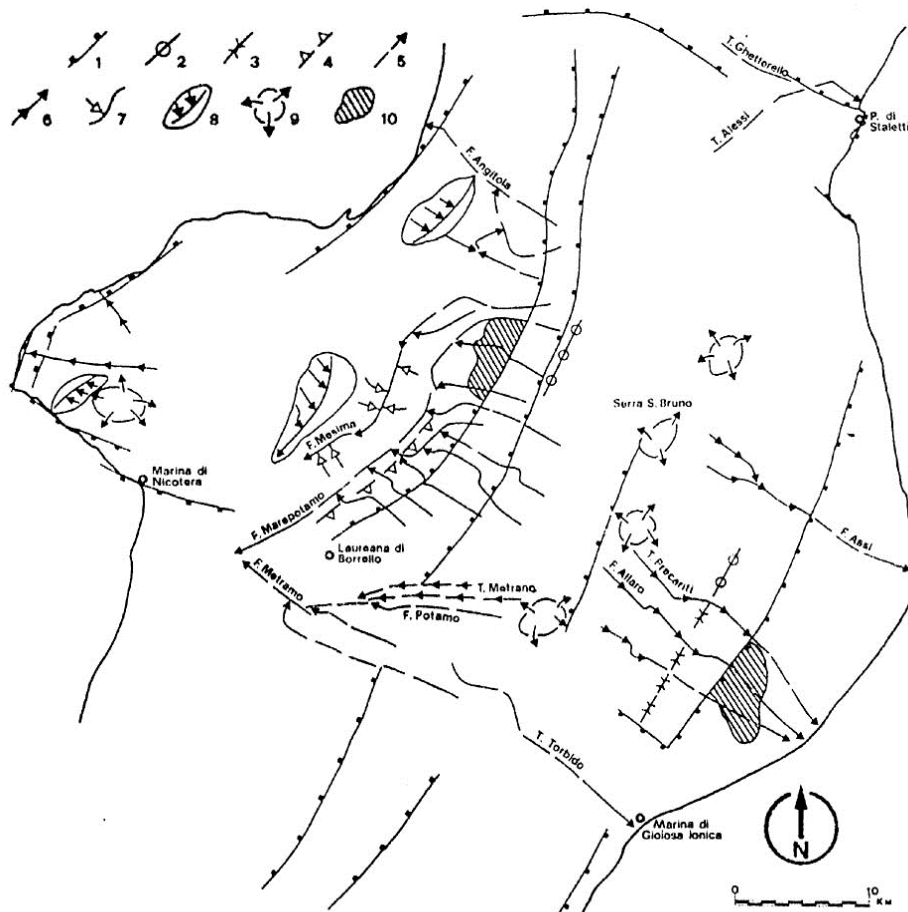 1 2 3 4 5
6 7 8 9 10
T. Ghetterello
P. di
Staletti
T. Alessi
F. Angitola
Serra S. Bruno
F. Mesima
Marina di
Nicotera
F. Marepotamo
F. Assi
Laureana di
Borrello
T. Precariti
F. Allaro
F. Metramo
T. Metrano
F. Potamo
T. Torbido
Marina di
Gioiosa Ionica
N
0 10
KM